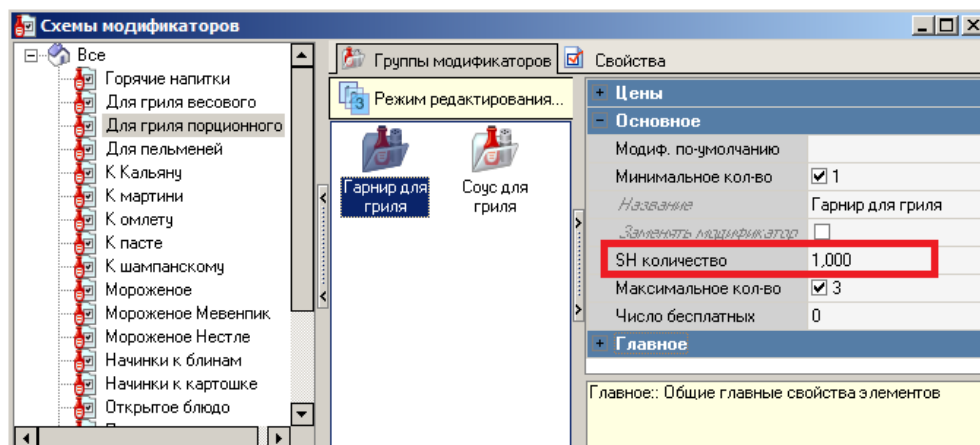 Схемы модификаторов
Все
Горячие напитки
Для гриля весового
Для гриля порционного
Для пельменей
К Кальяну
К мартини
К омлету
К пасте
К шампанскому
Мороженое
Мороженое Мевенпик
Мороженое Нестле
Начинки к блинам
Начинки к картошке
Открытое блюдо
Группы модификаторов
Свойства
Режим редактирования...
Гарнир для гриля
Соус для гриля
Цены
Основное
Модиф. по-умолчанию
Минимальное кол-во 1
Название Гарнир для гриля
Заменять модификатор
SH количество 1,000
Максимальное кол-во 3
Число бесплатных 0
Главное
Главное:: Общие главные свойства элементов